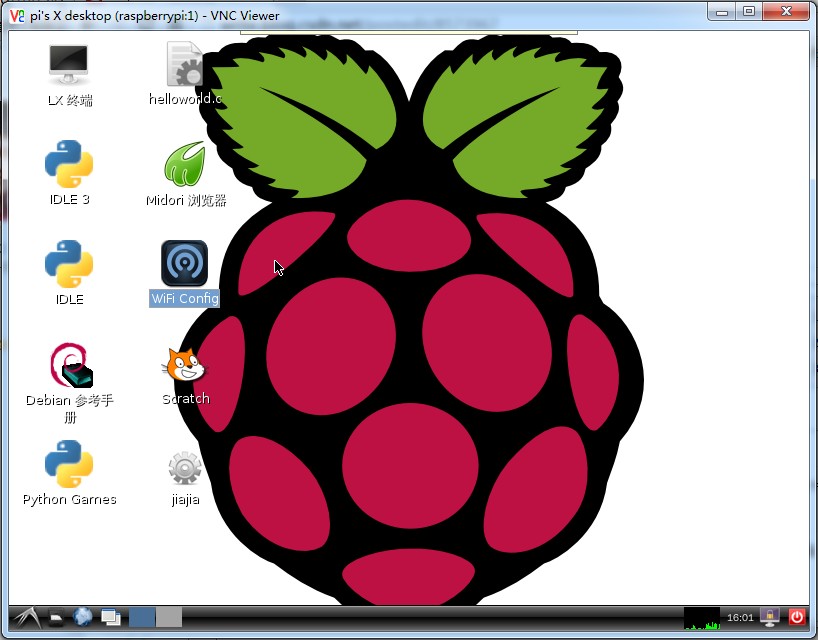 pi's X desktop (raspberrypi:1) - VNC Viewer
LX 终端
helloworld.c
IDLE 3
Midori 浏览器
IDLE
WiFi Config
Debian 参考手
册
Scratch
Python Games
jiajia
16:01